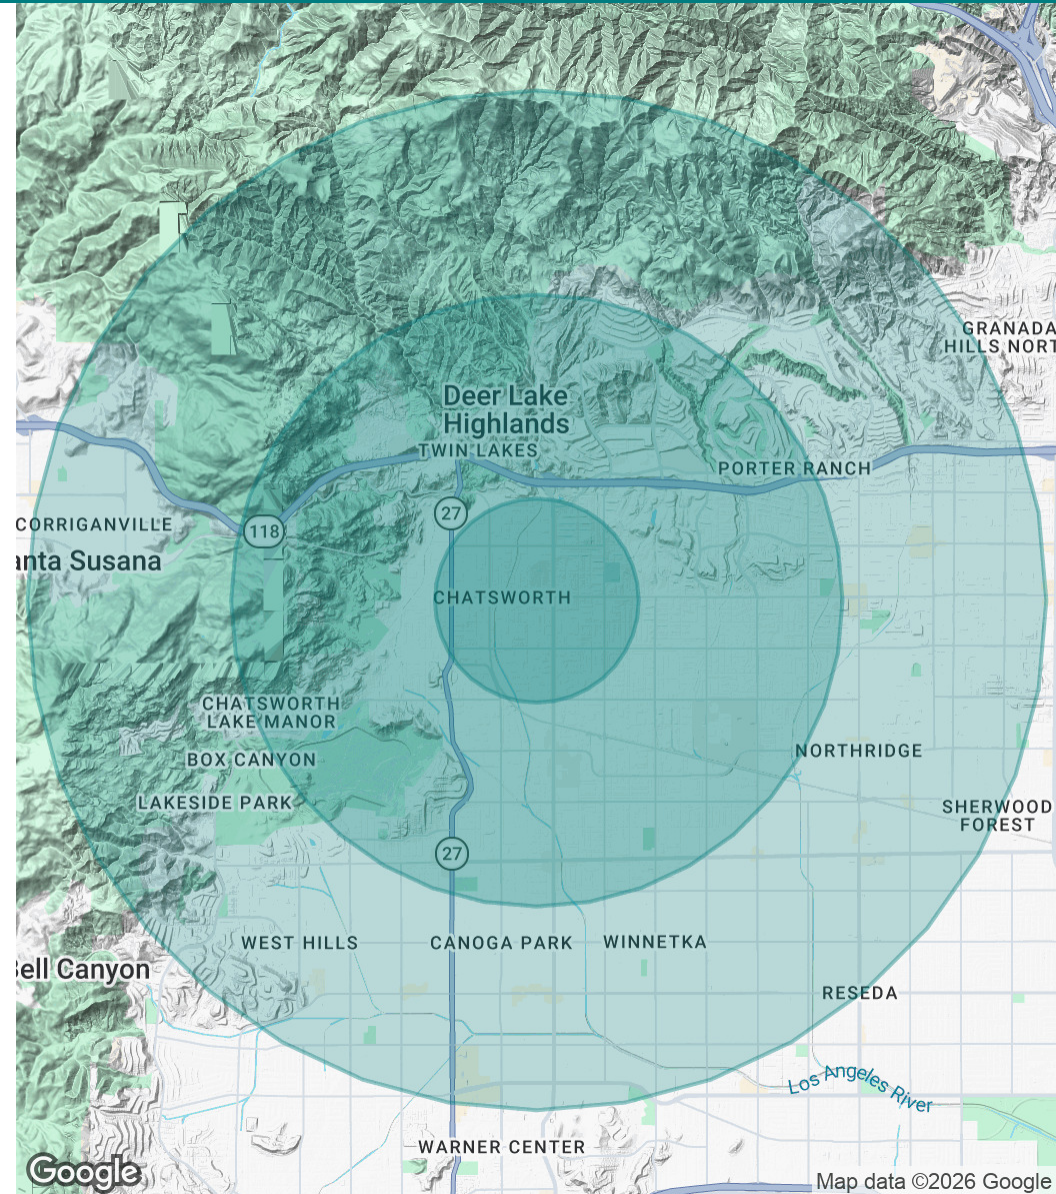 GRANADA
HILLS NORT
Deer Lake
Highlands
TWIN LAKES
PORTER RANCH
27
CORRIGANVILLE
118
anta Susana
CHATSWORTH
CHATSWORTH
LAKE MANOR
BOX CANYON
NORTHRIDGE
LAKESIDE PARK
SHERWOOD
FOREST
27
WEST HILLS
CANOGA PARK
WINNETKA
Bell Canyon
RESEDA
Los Angeles River
WARNER CENTER
Google
Map data ©2026 Google